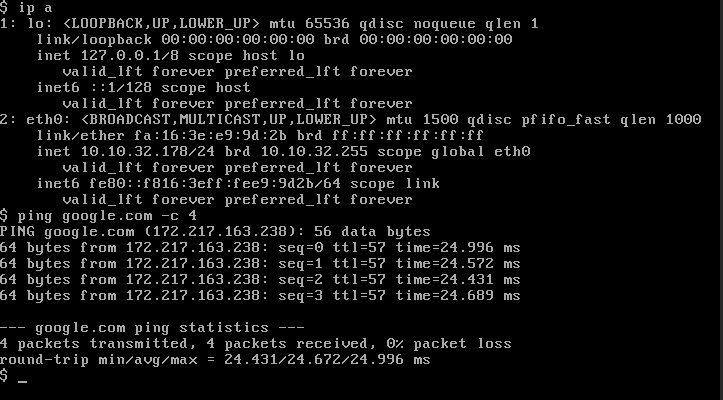 $ ip a
1: lo: <LOOPBACK,UP,LOWER_UP> mtu 65536 qdisc noqueue qlen 1
    link/loopback 00:00:00:00:00:00 brd 00:00:00:00:00:00
    inet 127.0.0.1/8 scope host lo
       valid_lft forever preferred_lft forever
    inet6 ::1/128 scope host
       valid_lft forever preferred_lft forever
2: eth0: <BROADCAST,MULTICAST,UP,LOWER_UP> mtu 1500 qdisc pfifo_fast qlen 1000
    link/ether fa:16:3e:e9:9d:2b brd ff:ff:ff:ff:ff:ff
    inet 10.10.32.178/24 brd 10.10.32.255 scope global eth0
       valid_lft forever preferred_lft forever
    inet6 fe80::f816:3eff:fee9:9d2b/64 scope link
       valid_lft forever preferred_lft forever
$ ping google.com -c 4
PING google.com (172.217.163.238): 56 data bytes
64 bytes from 172.217.163.238: seq=0 ttl=57 time=24.996 ms
64 bytes from 172.217.163.238: seq=1 ttl=57 time=24.572 ms
64 bytes from 172.217.163.238: seq=2 ttl=57 time=24.431 ms
64 bytes from 172.217.163.238: seq=3 ttl=57 time=24.689 ms

--- google.com ping statistics ---
4 packets transmitted, 4 packets received, 0% packet loss
round-trip min/avg/max = 24.431/24.672/24.996 ms
$ _